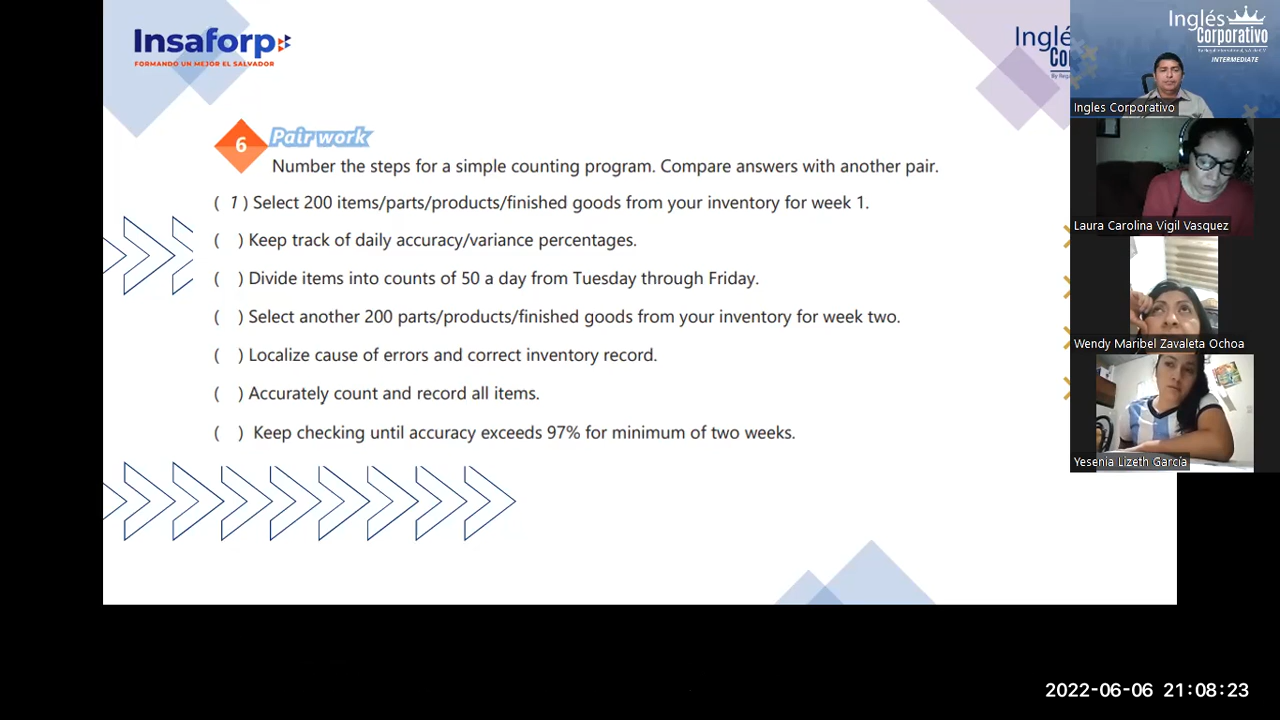 Insaforp
FORMANDO UN MEJOR EL SALVADOR
Inglés
Corporativo
INTERMEDIATE
Ingles Corporativo
6
Pair work
Number the steps for a simple counting program. Compare answers with another pair.
( 1 ) Select 200 items/parts/products/finished goods from your inventory for week 1.
( ) Keep track of daily accuracy/variance percentages.
( ) Divide items into counts of 50 a day from Tuesday through Friday.
( ) Select another 200 parts/products/finished goods from your inventory for week two.
( ) Localize cause of errors and correct inventory record.
( ) Accurately count and record all items.
( ) Keep checking until accuracy exceeds 97% for minimum of two weeks.
Laura Carolina Vigil Vasquez
Wendy Maribel Zavaleta Ochoa
Yesenia Lizeth García
2022-06-06 21:08:23